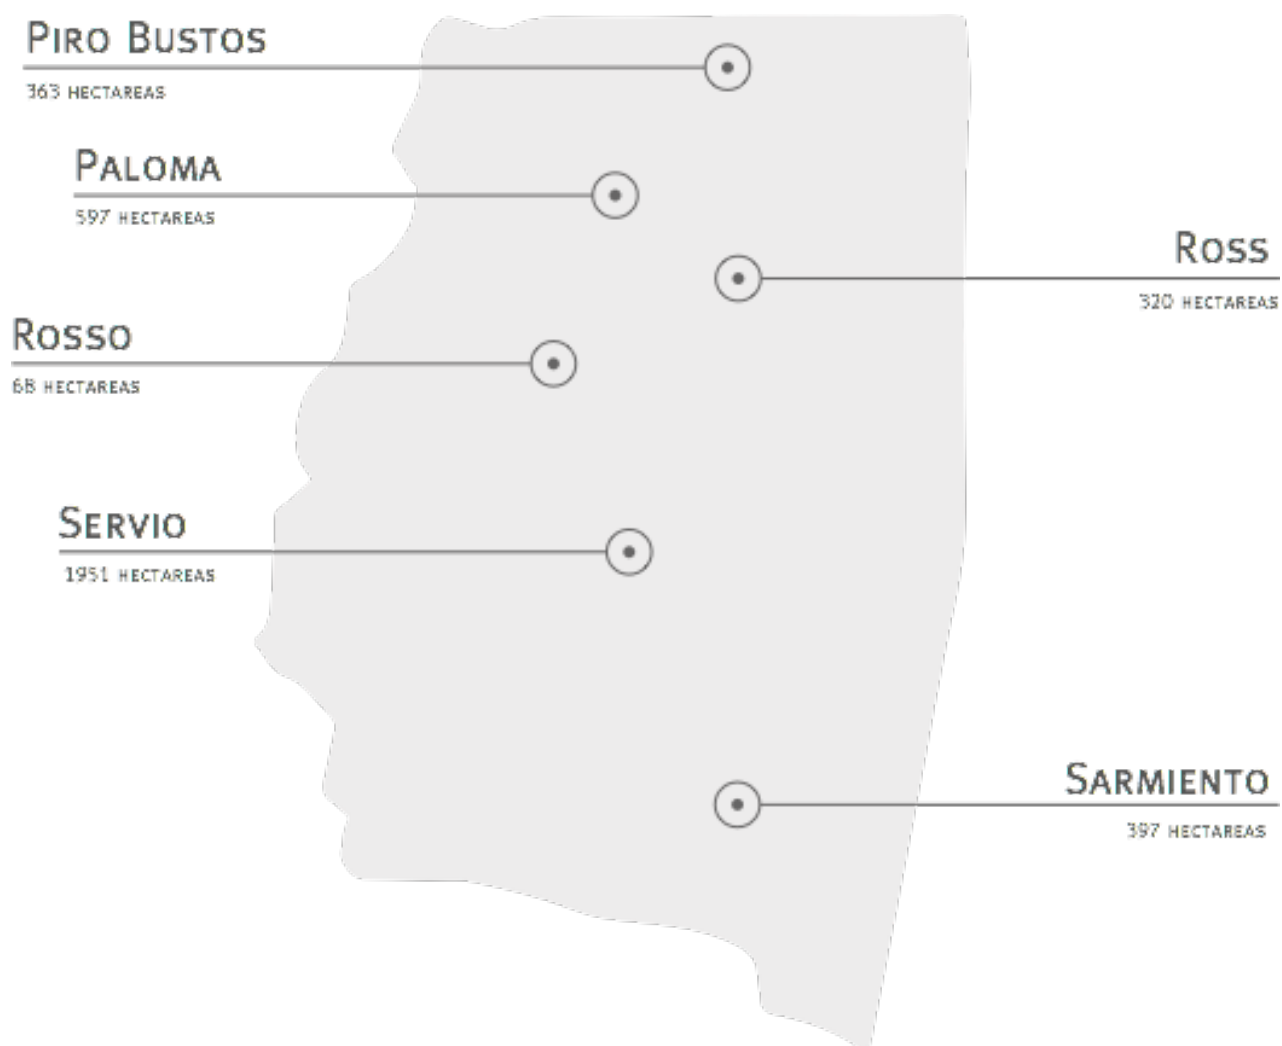 Piro Bustos
363 hectareas
Paloma
597 hectareas
Ross
320 hectareas
Rosso
68 hectareas
Servio
1951 hectareas
Sarmiento
397 hectareas